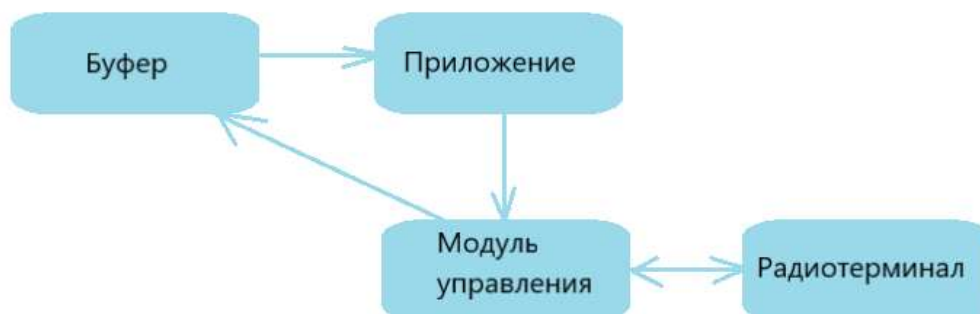 Буфер
Приложение
Модуль
управления
Радиотерминал